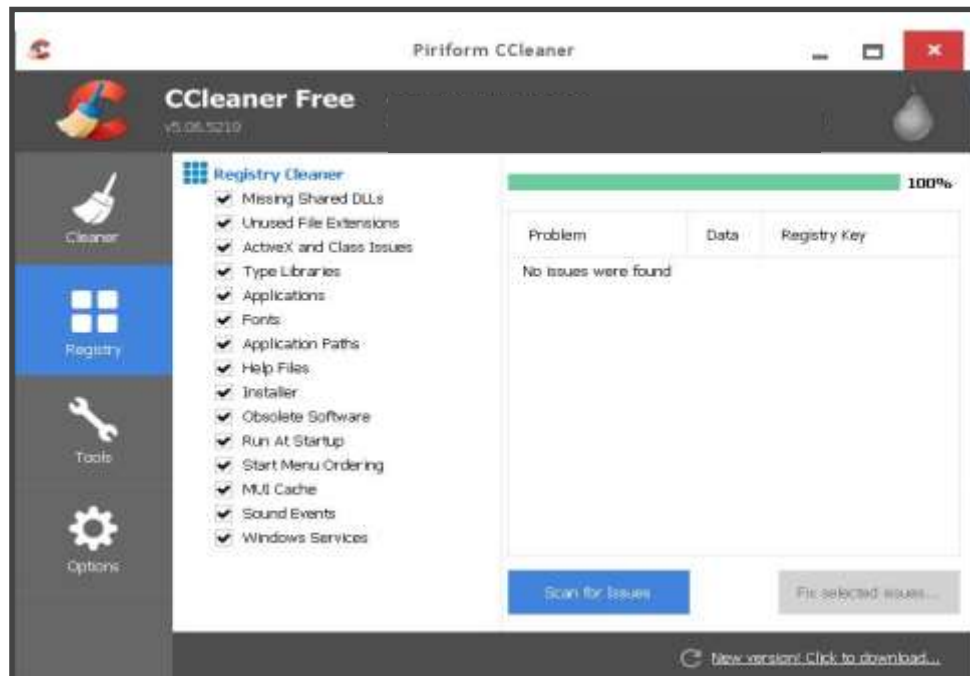 Piriform CCleaner
CCleaner Free
v5.06.5219
Cleaner
Registry
Tools
Options
Registry Cleaner
Missing Shared DLLs
Unused File Extensions
ActiveX and Class Issues
Type Libraries
Applications
Fonts
Application Paths
Help Files
Installer
Obsolete Software
Run At Startup
Start Menu Ordering
MUI Cache
Sound Events
Windows Services
100%
Problem Data Registry Key
No issues were found
Scan for Issues
Fix selected issues...
New version! Click to download...